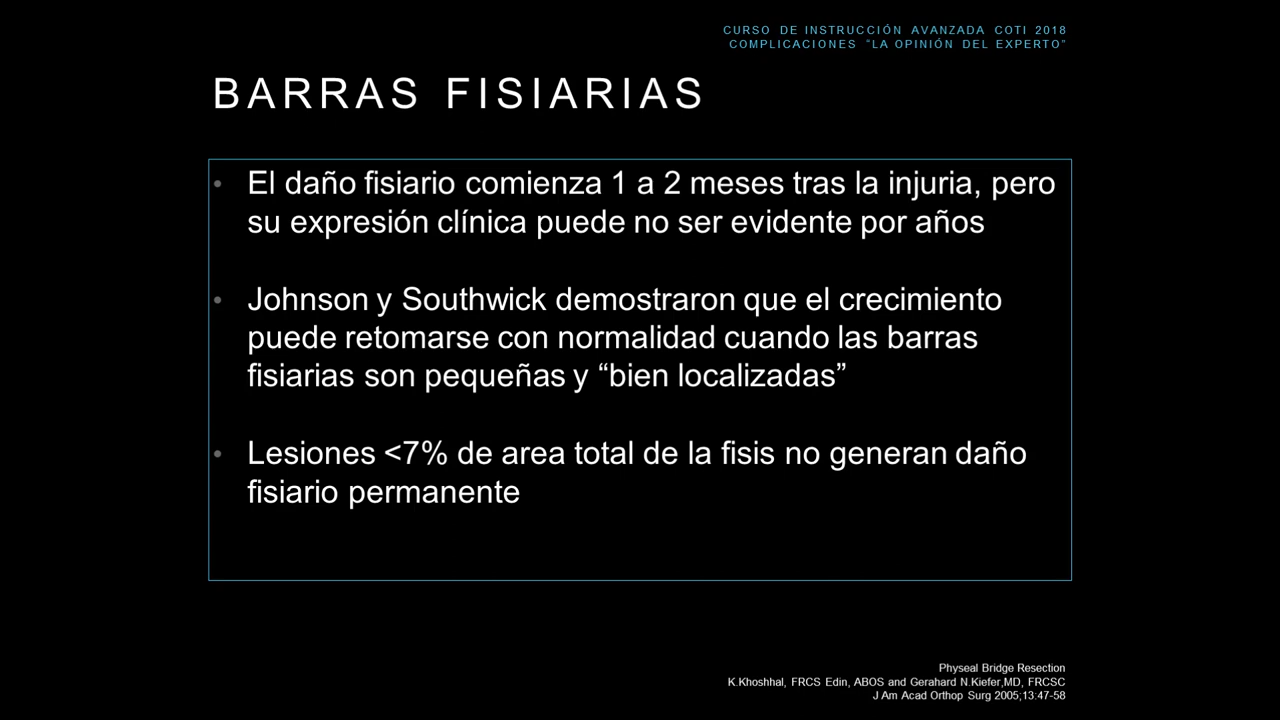 CURSO DE INSTRUCCIÓN AVANZADA COTI 2018
COMPLICACIONES “LA OPINIÓN DEL EXPERTO”
BARRAS FISIARIAS
• El daño fisiario comienza 1 a 2 meses tras la injuria, pero
su expresión clínica puede no ser evidente por años
• Johnson y Southwick demostraron que el crecimiento
puede retomarse con normalidad cuando las barras
fisiarias son pequeñas y “bien localizadas”
• Lesiones <7% de area total de la fisis no generan daño
fisiario permanente
Physeal Bridge Resection
K.Khoshhal, FRCS Edin, ABOS and Gerahard N.Kiefer,MD, FRCSC
J Am Acad Orthop Surg 2005;13:47-58